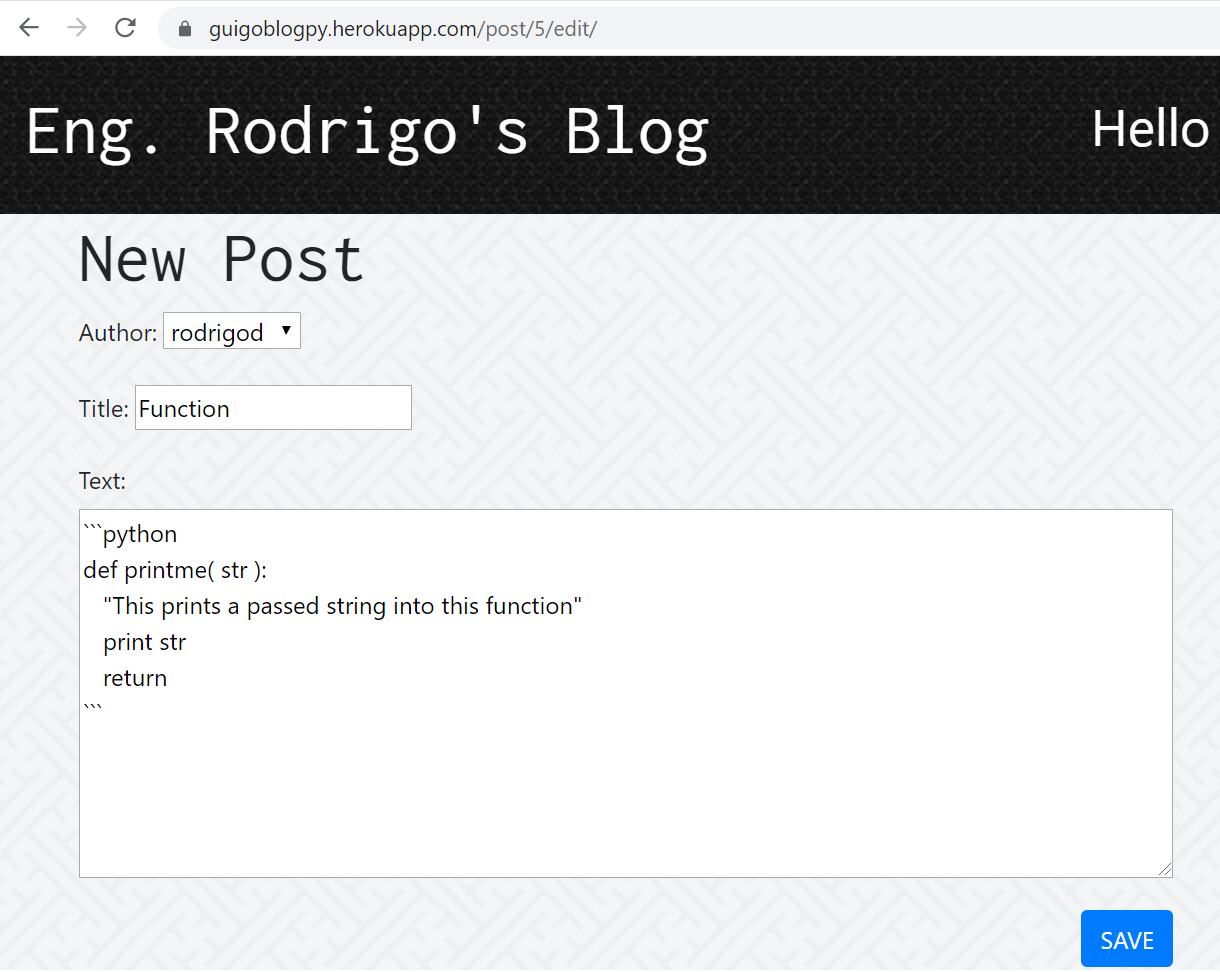 guigoblogpy.herokuapp.com/post/5/edit/
Eng. Rodrigo's Blog
Hello
New Post
Author: rodrigod
Title: Function
Text:
```python
def printme( str ):
    "This prints a passed string into this function"
    print str
    return
```
SAVE